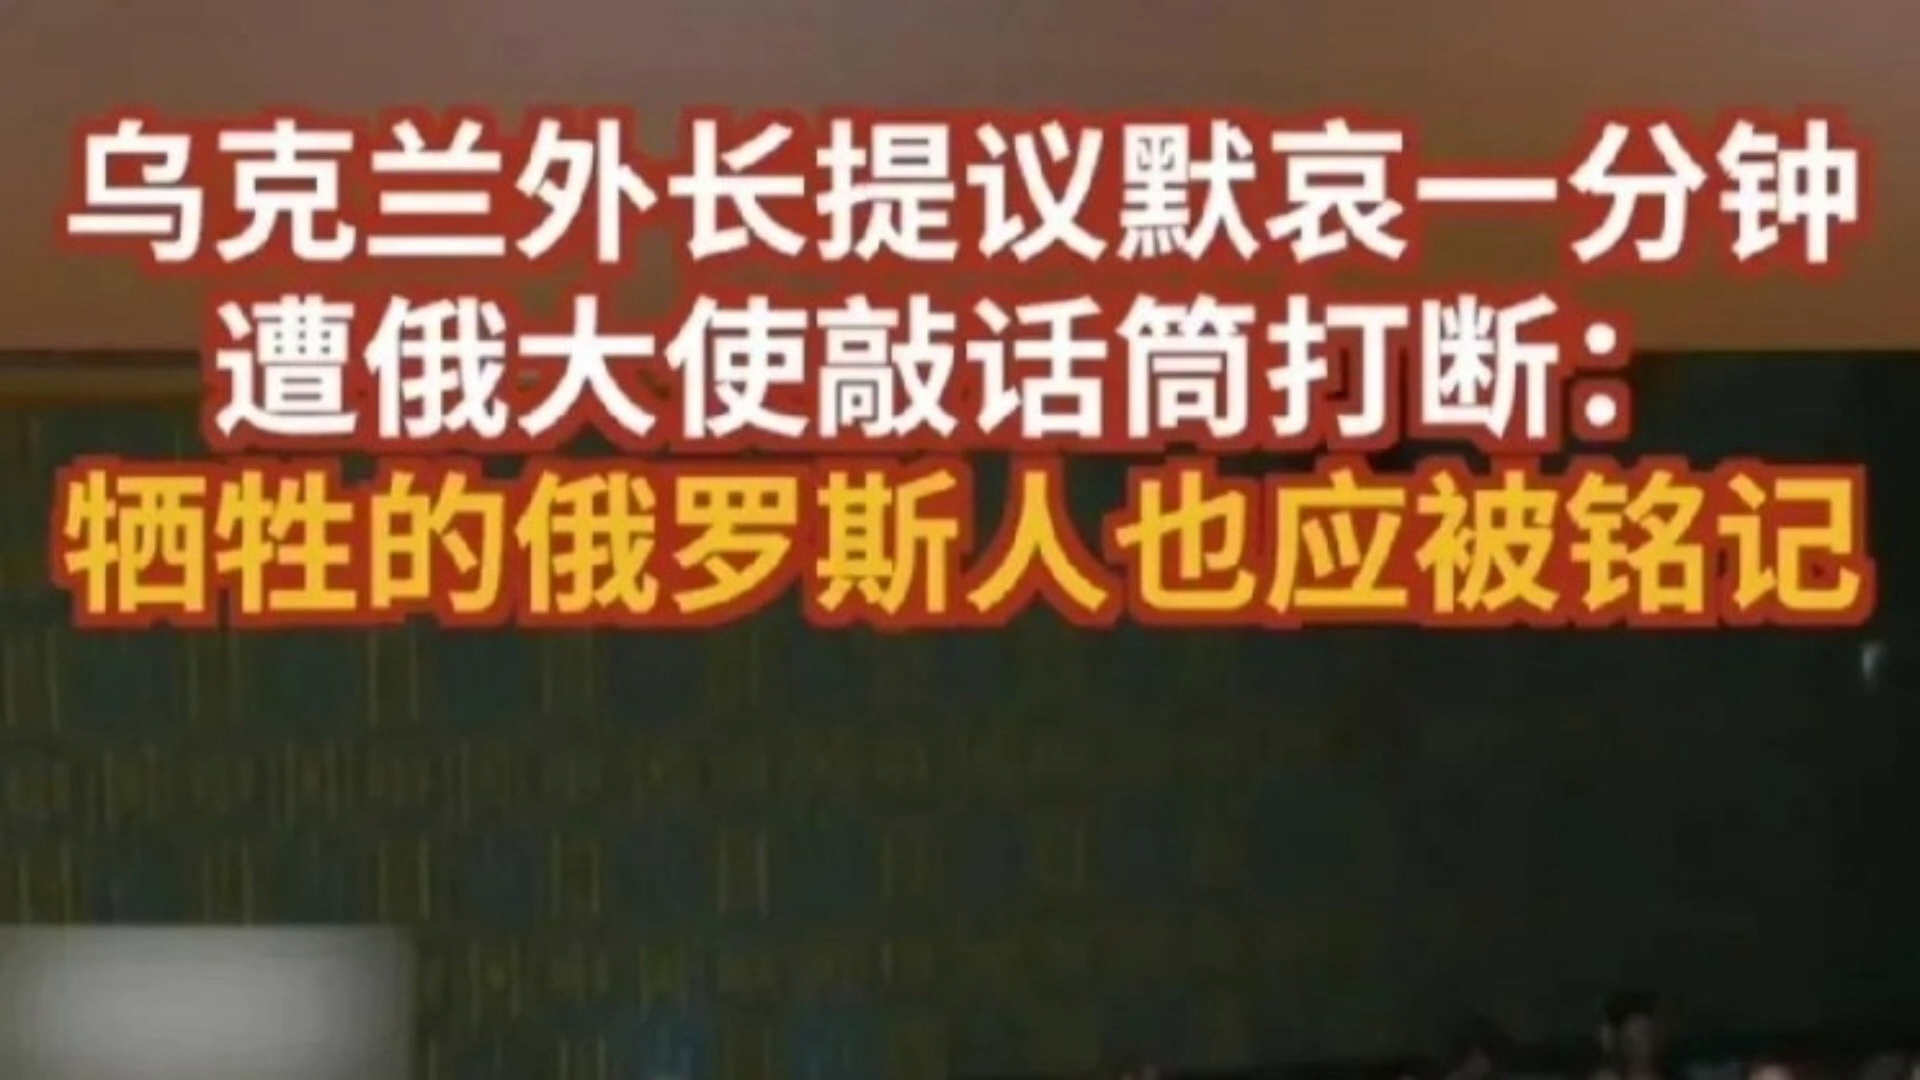 乌克兰外长提议默哀一分钟
遭俄大使敲话筒打断：
牺牲的俄罗斯人也应被铭记